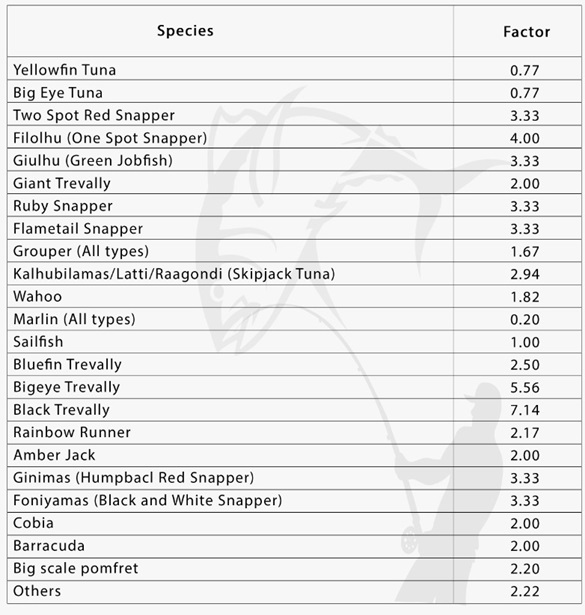 Species Factor
Yellowfin Tuna 0.77
Big Eye Tuna 0.77
Two Spot Red Snapper 3.33
Filolhu (One Spot Snapper) 4.00
Giulhu (Green Jobfish) 3.33
Giant Trevally 2.00
Ruby Snapper 3.33
Flametail Snapper 3.33
Grouper (All types) 1.67
Kalhubilamas/Latti/Raagondi (Skipjack Tuna) 2.94
Wahoo 1.82
Marlin (All types) 0.20
Sailfish 1.00
Bluefin Trevally 2.50
Bigeye Trevally 5.56
Black Trevally 7.14
Rainbow Runner 2.17
Amber Jack 2.00
Ginimas (Humpbacl Red Snapper) 3.33
Foniyamas (Black and White Snapper) 3.33
Cobia 2.00
Barracuda 2.00
Big scale pomfret 2.20
Others 2.22